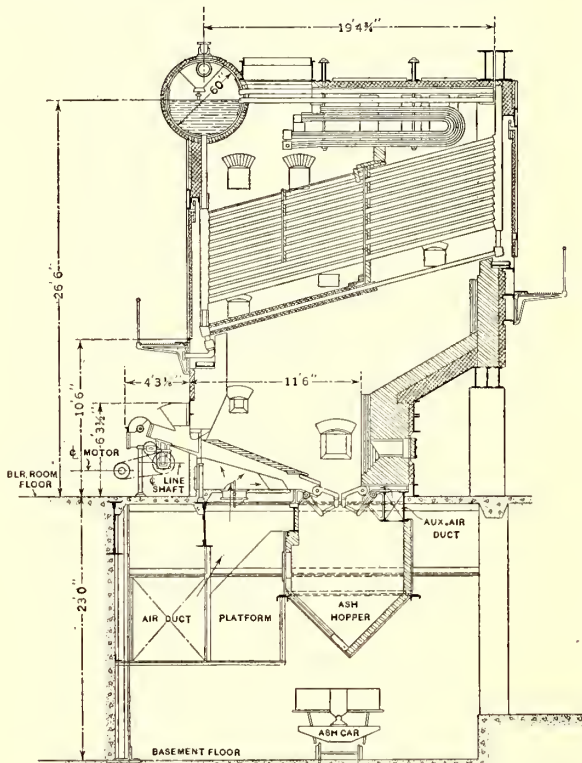 19'4¾"
60"
26'6"
10'6"
4'3½"
11'6"
6'3½"
℄ MOTOR
℄ LINE
SHAFT
BLR. ROOM
FLOOR
AUX. AIR
DUCT
23'0"
AIR DUCT
PLATFORM
ASH
HOPPER
ASH CAR
BASEMENT FLOOR